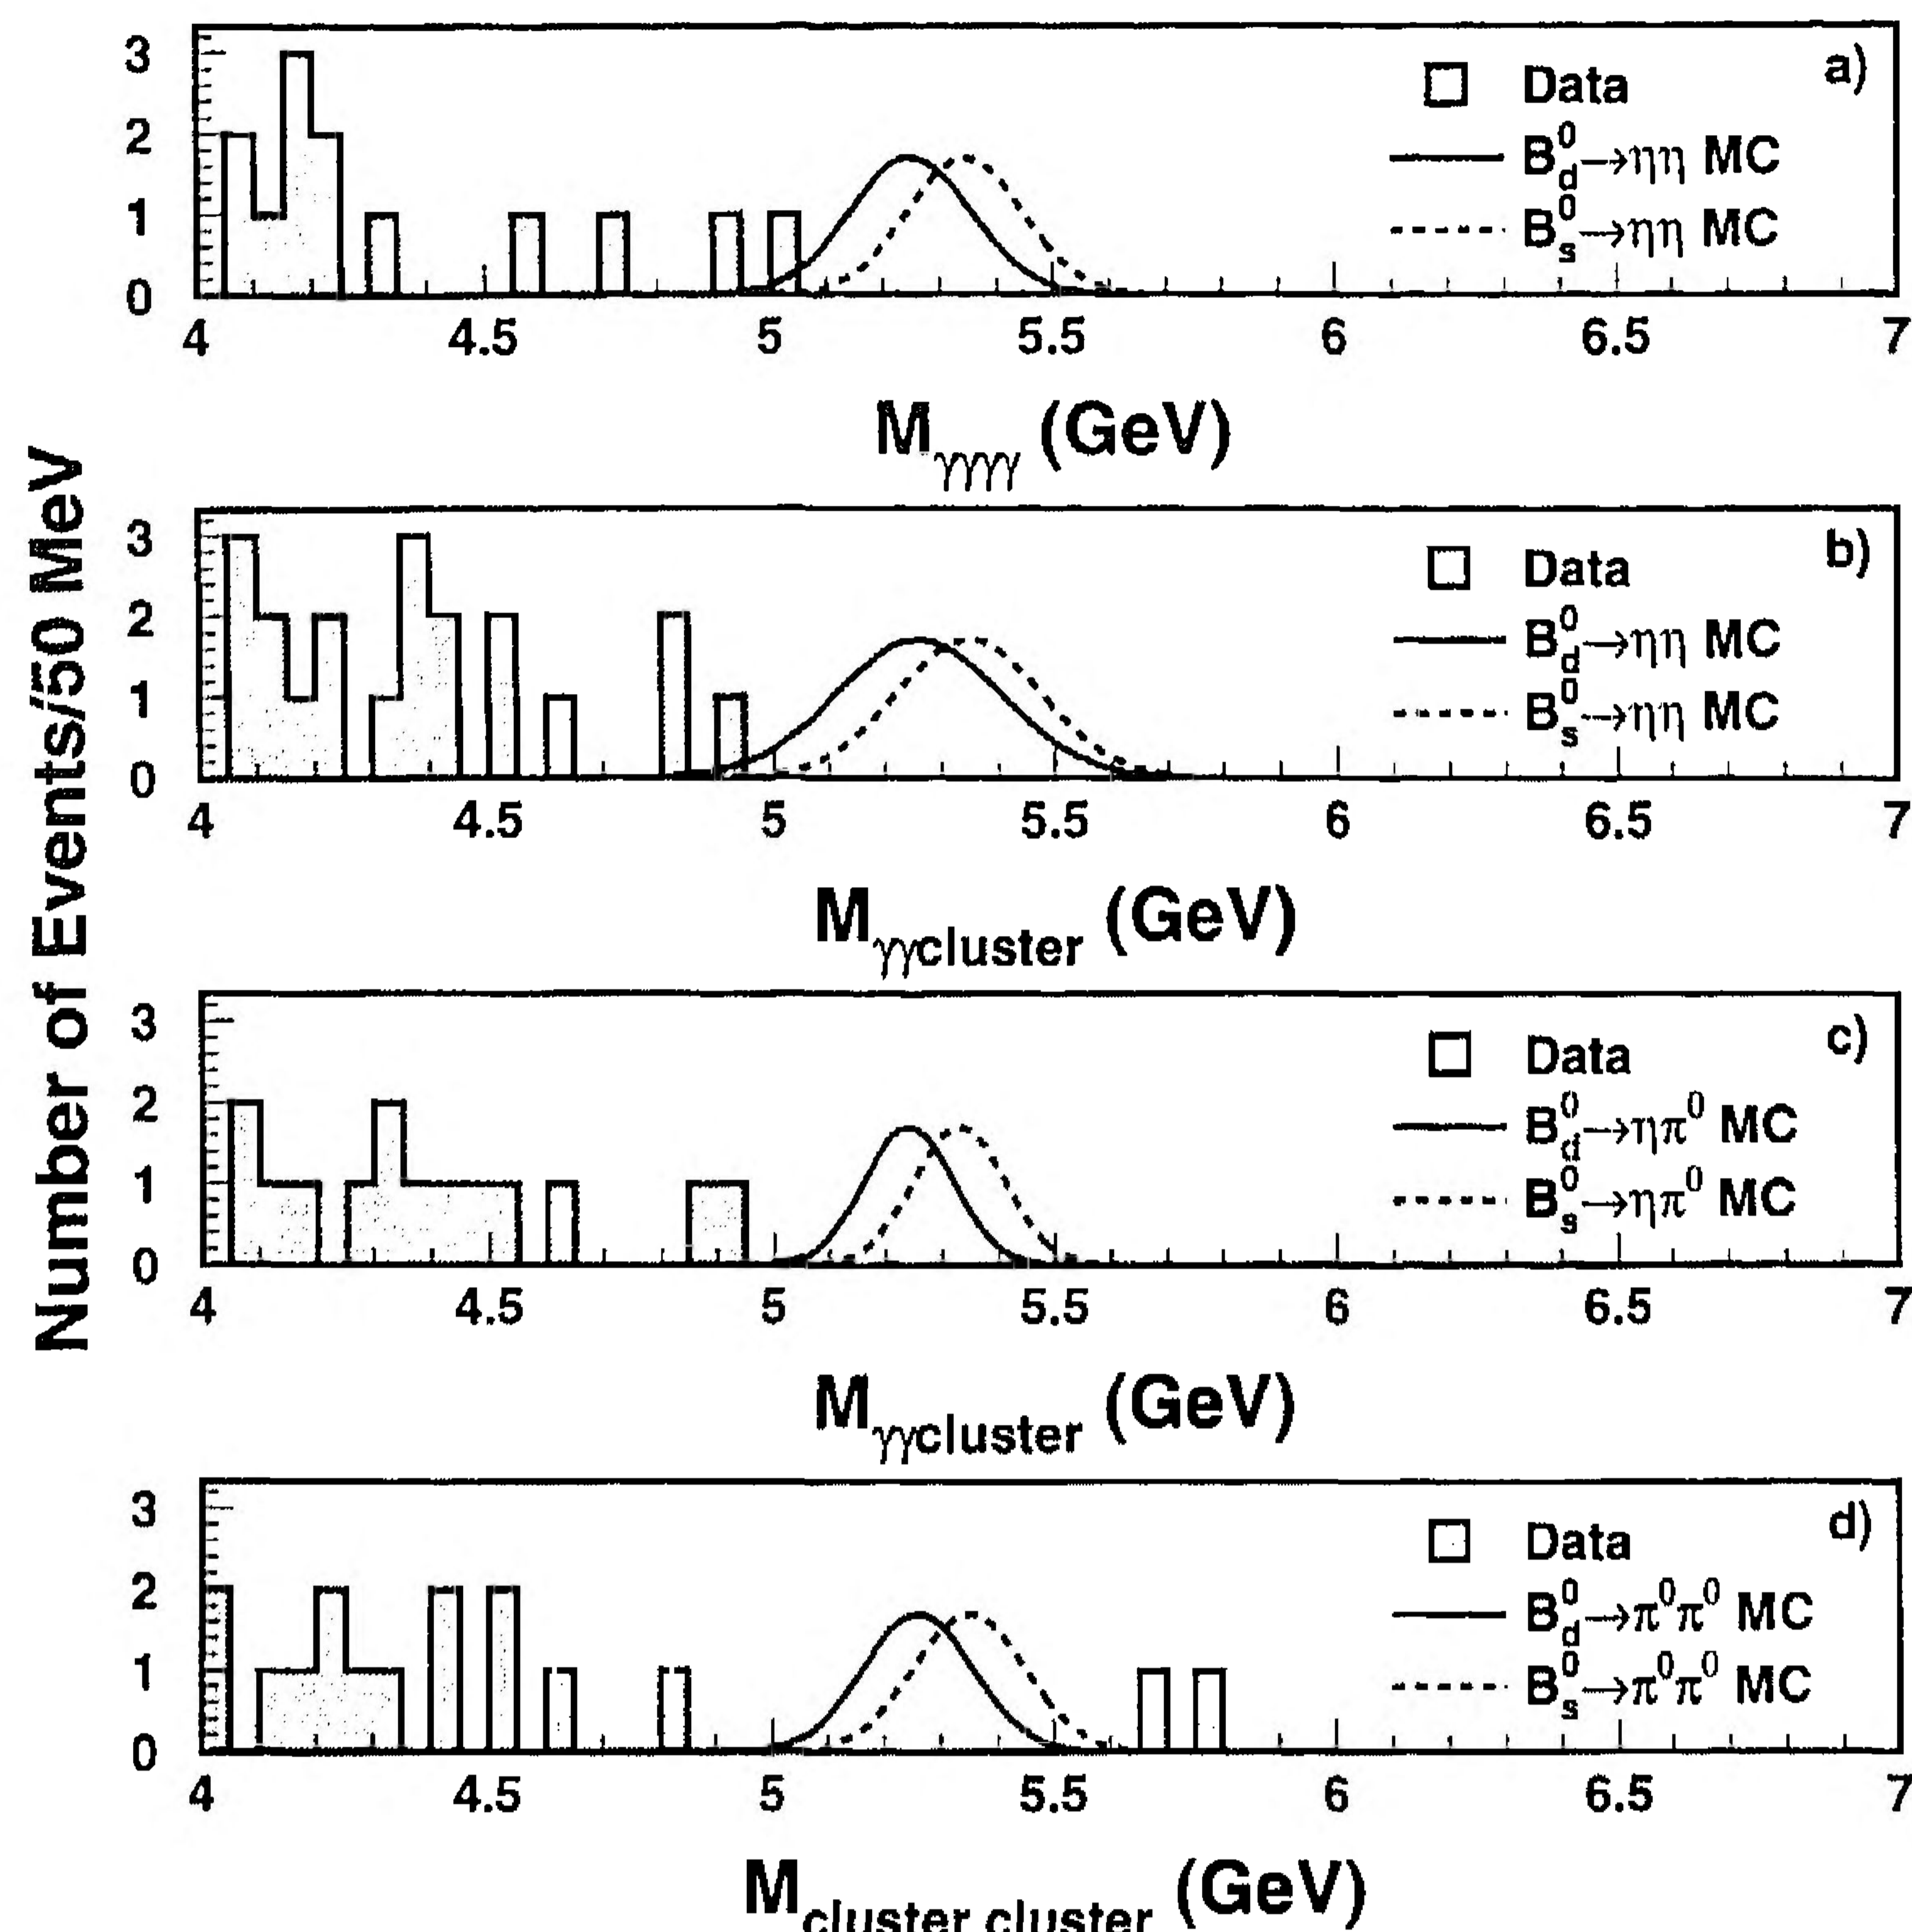 Number of Events/50 MeV
3
2
1
0
a)
Data
B⁰d→ηη MC
B⁰s→ηη MC
4 4.5 5 5.5 6 6.5 7
Mγγγγ (GeV)
3
2
1
0
b)
Data
B⁰d→ηη MC
B⁰s→ηη MC
4 4.5 5 5.5 6 6.5 7
Mγγcluster (GeV)
3
2
1
0
c)
Data
B⁰d→ηπ⁰ MC
B⁰s→ηπ⁰ MC
4 4.5 5 5.5 6 6.5 7
Mγγcluster (GeV)
3
2
1
0
d)
Data
B⁰d→π⁰π⁰ MC
B⁰s→π⁰π⁰ MC
4 4.5 5 5.5 6 6.5 7
Mcluster cluster (GeV)